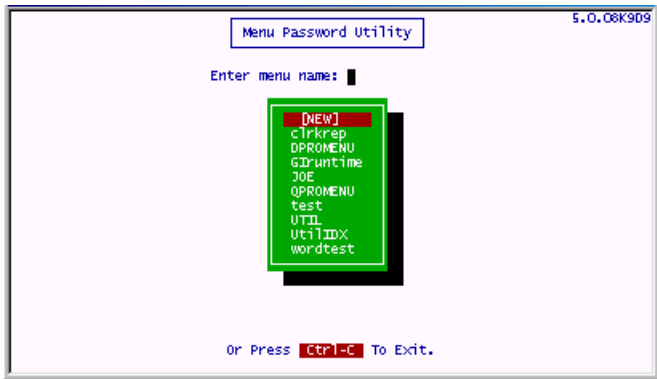 5.0.08K9D9
Menu Password Utility
Enter menu name:
[NEW]
clrkrep
DPROMENU
GIruntime
JOE
QPROMENU
test
UTIL
UtilIDX
wordtest
Or Press Ctrl-C To Exit.